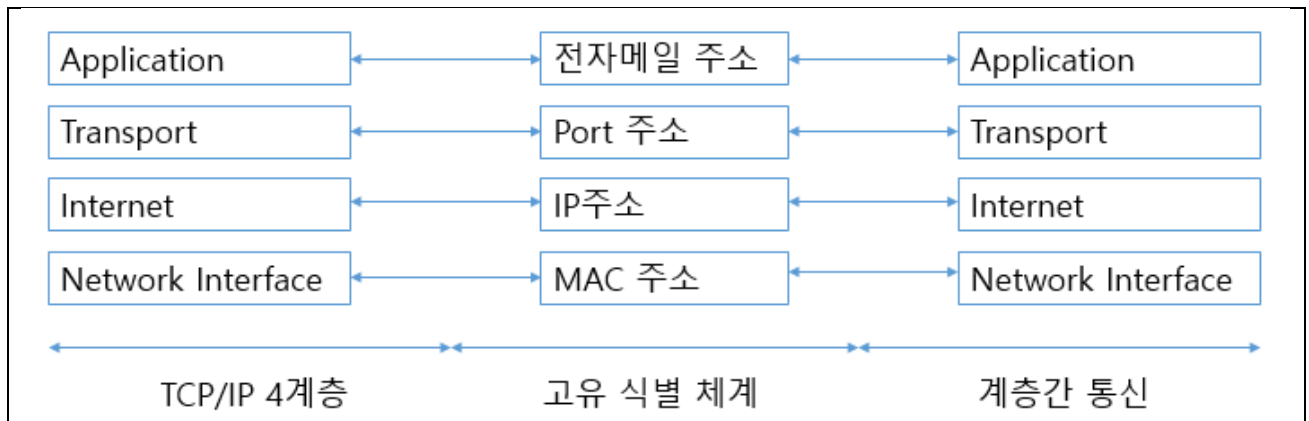 Application 전자메일 주소 Application
Transport Port 주소 Transport
Internet IP주소 Internet
Network Interface MAC 주소 Network Interface
TCP/IP 4계층 고유 식별 체계 계층간 통신